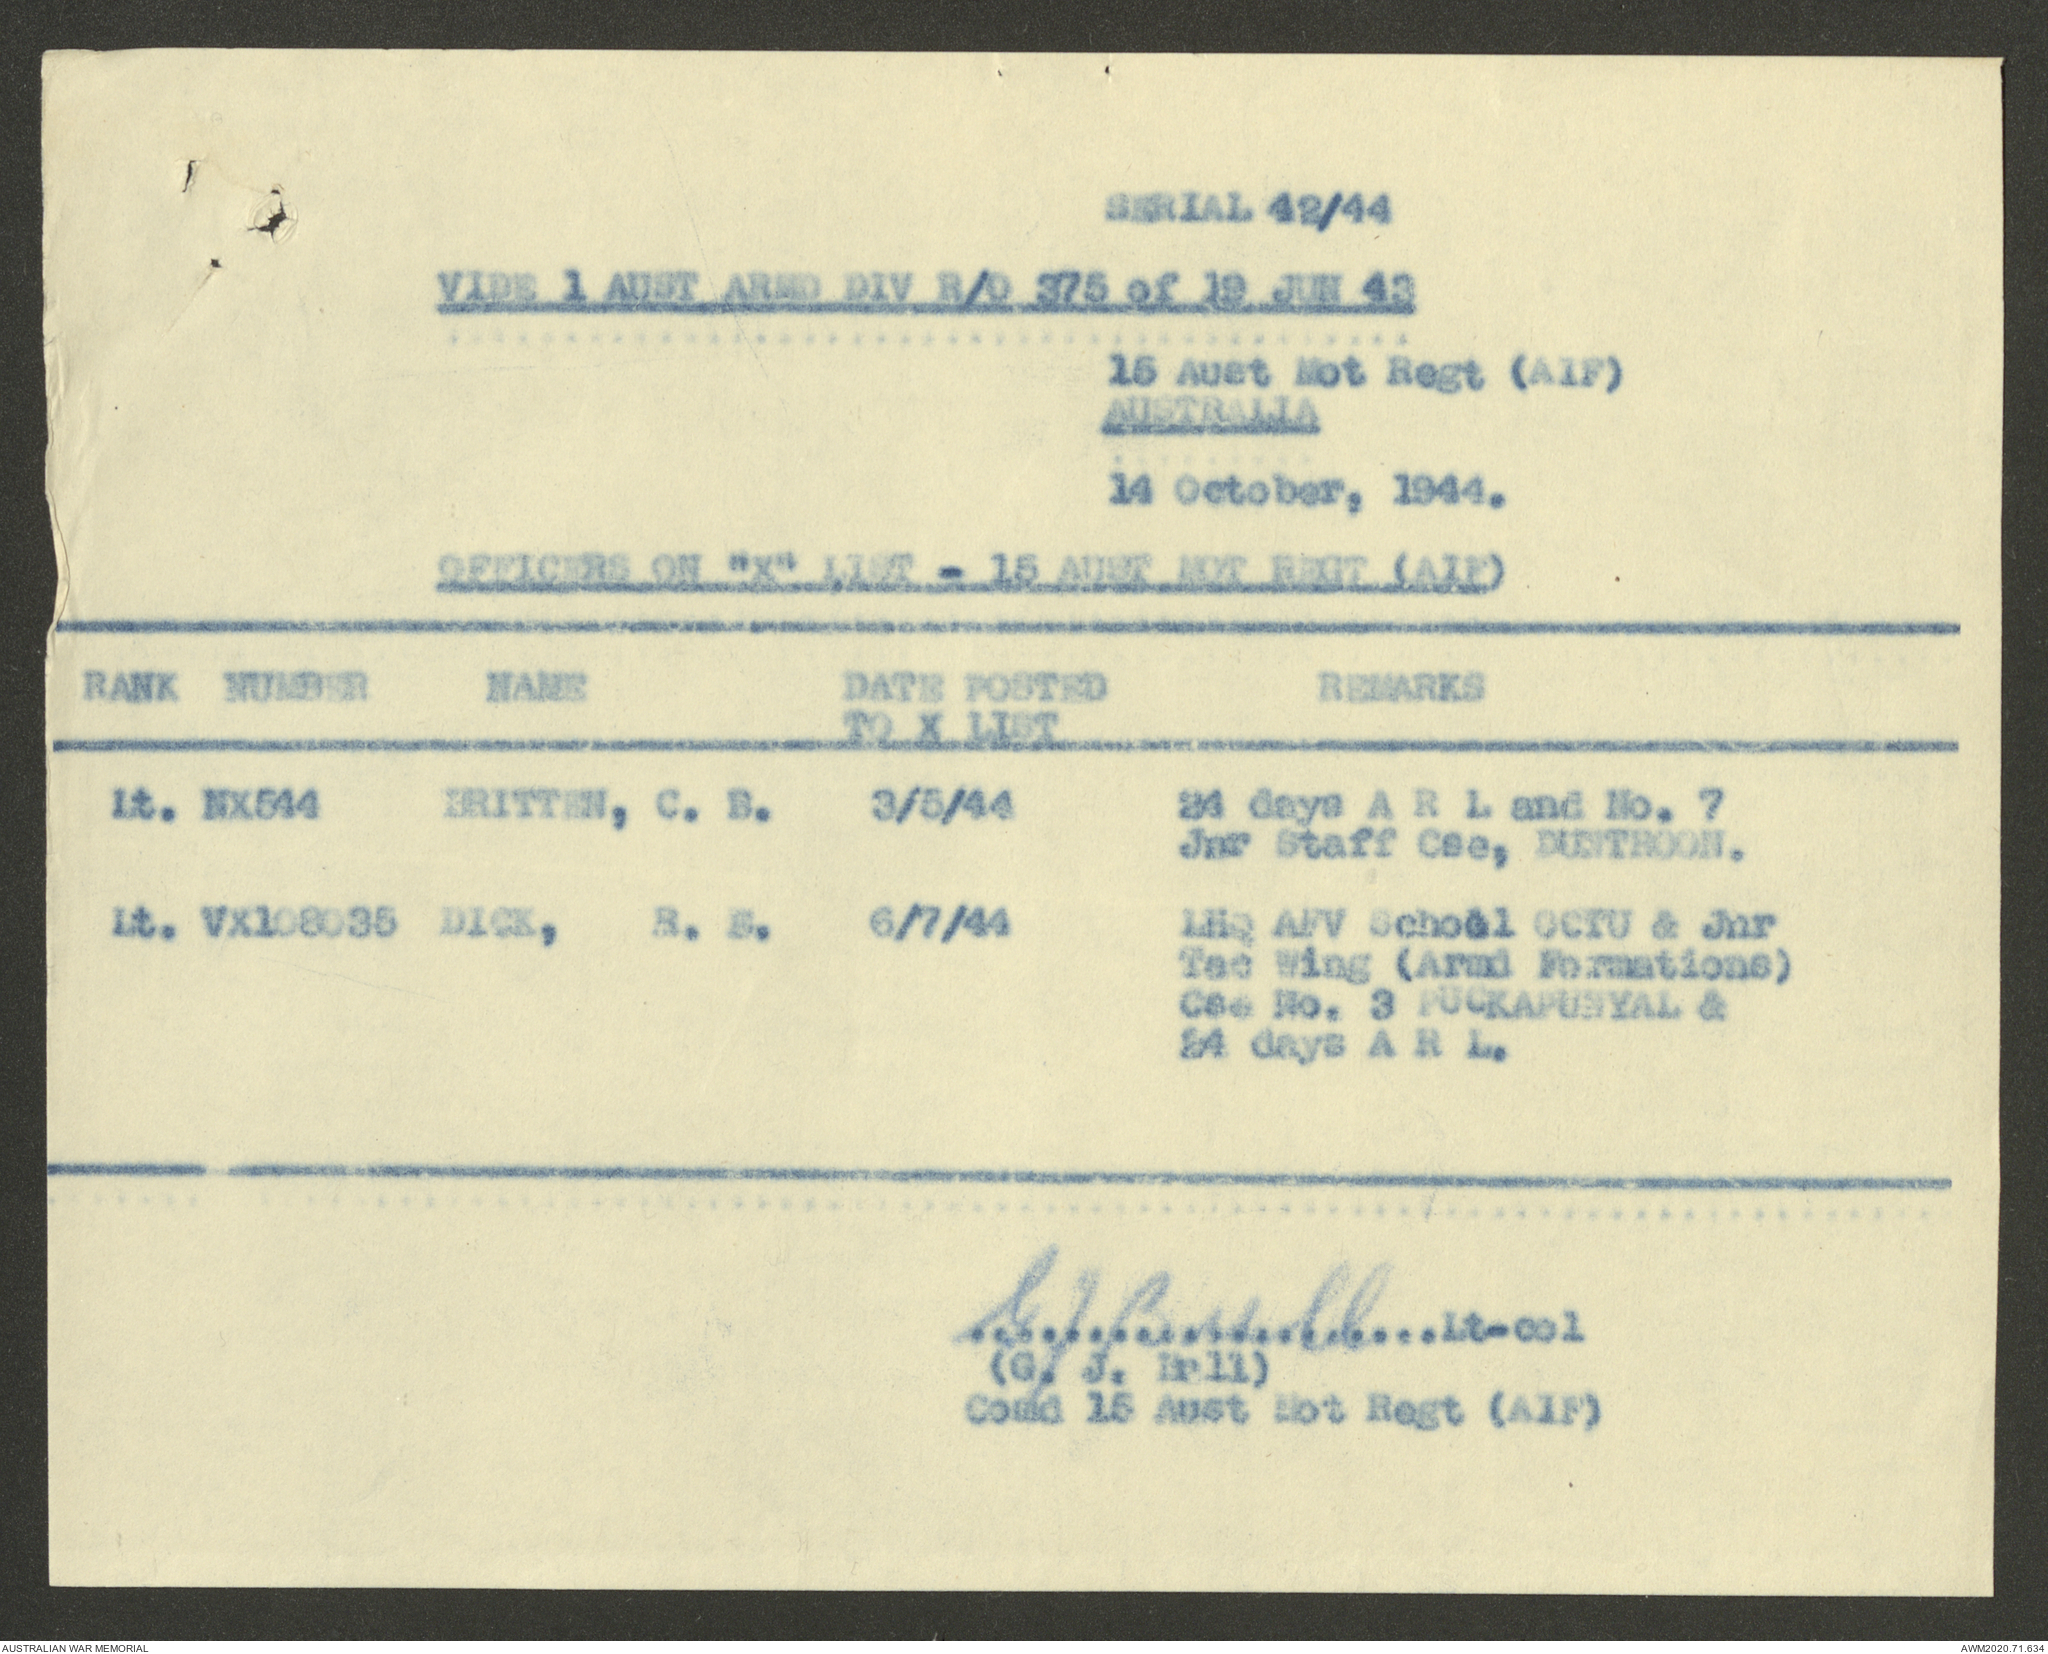 SERIAL 42/44
VIDE 1 AUST ARMD DIV R/O 375 of 19 JUN 43
15 Aust Mot Regt (AIF)
AUSTRALIA
14 October, 1944.
OFFICERS ON "X" LIST - 15 AUST MOT REGT (AIF)
RANK NUMBER NAME DATE POSTED TO X LIST REMARKS
Lt. NX544 BRITTEN, C. B. 3/5/44 24 days A R L and No. 7
Jnr Staff Cse, DUNTROON.
Lt. VX108035 DICK, R. E. 6/7/44 LHQ AFV School OCTU & Jnr
Tac Wing (Armd Formations)
Cse No. 3 PUCKAPUNYAL &
24 days A R L.
..................Lt-col
(G. J. )
Comd 15 Aust Mot Regt (AIF)
AUSTRALIAN WAR MEMORIAL
AWM2020.71.634